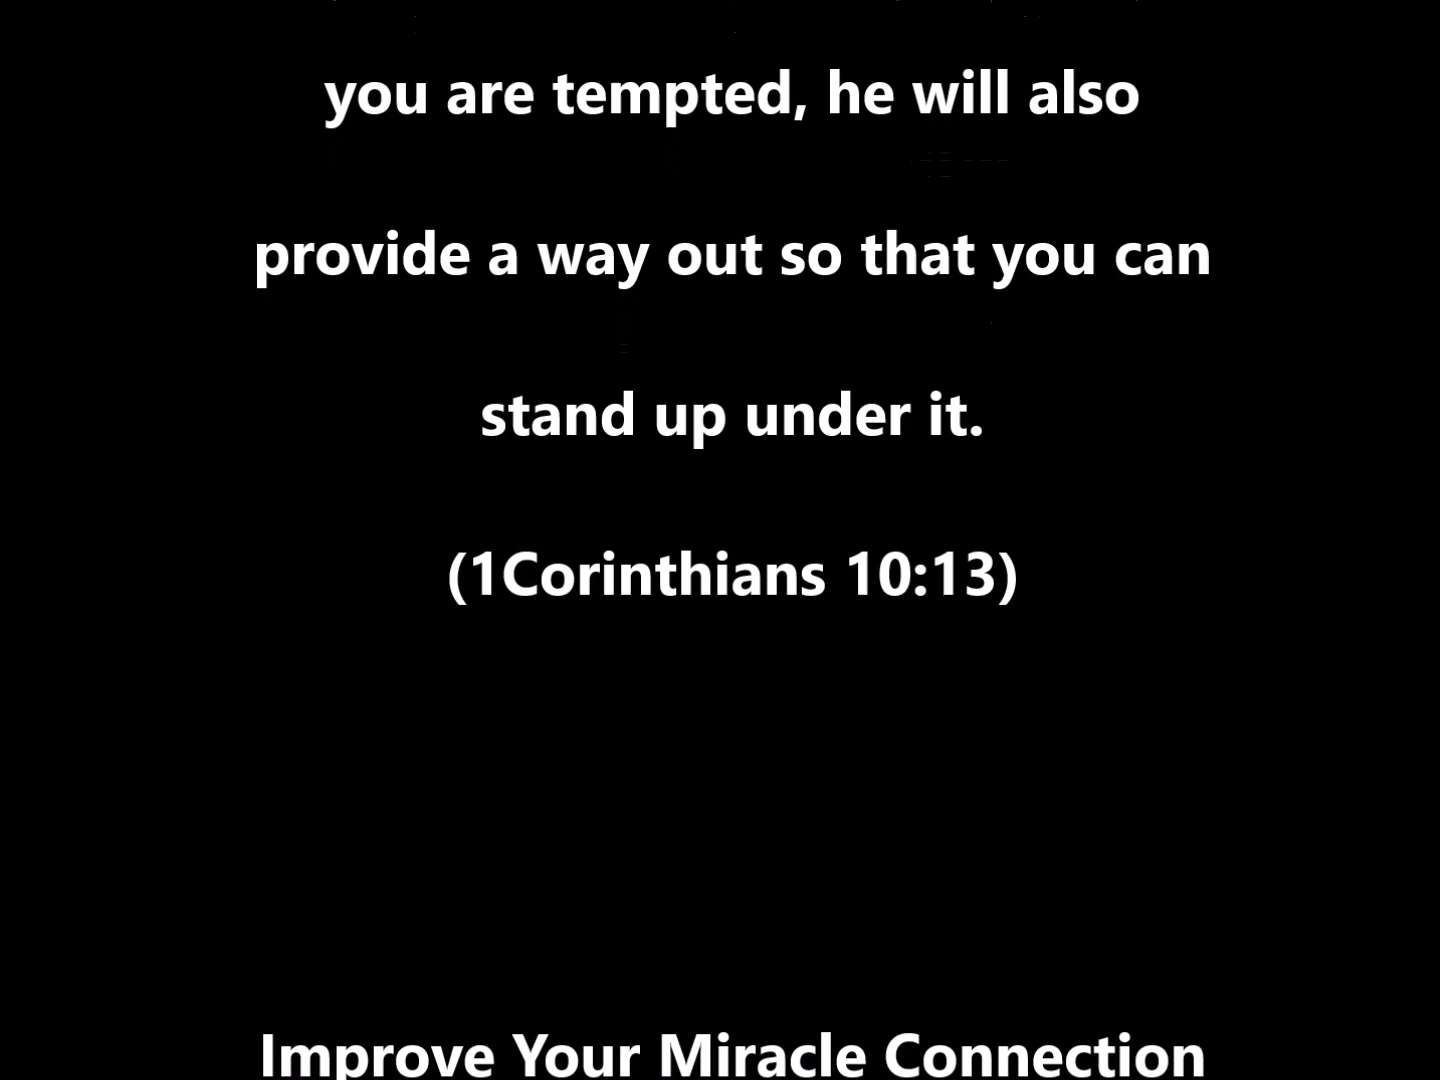 you are tempted, he will also
provide a way out so that you can
stand up under it.
(1Corinthians 10:13)
Improve Your Miracle Connection